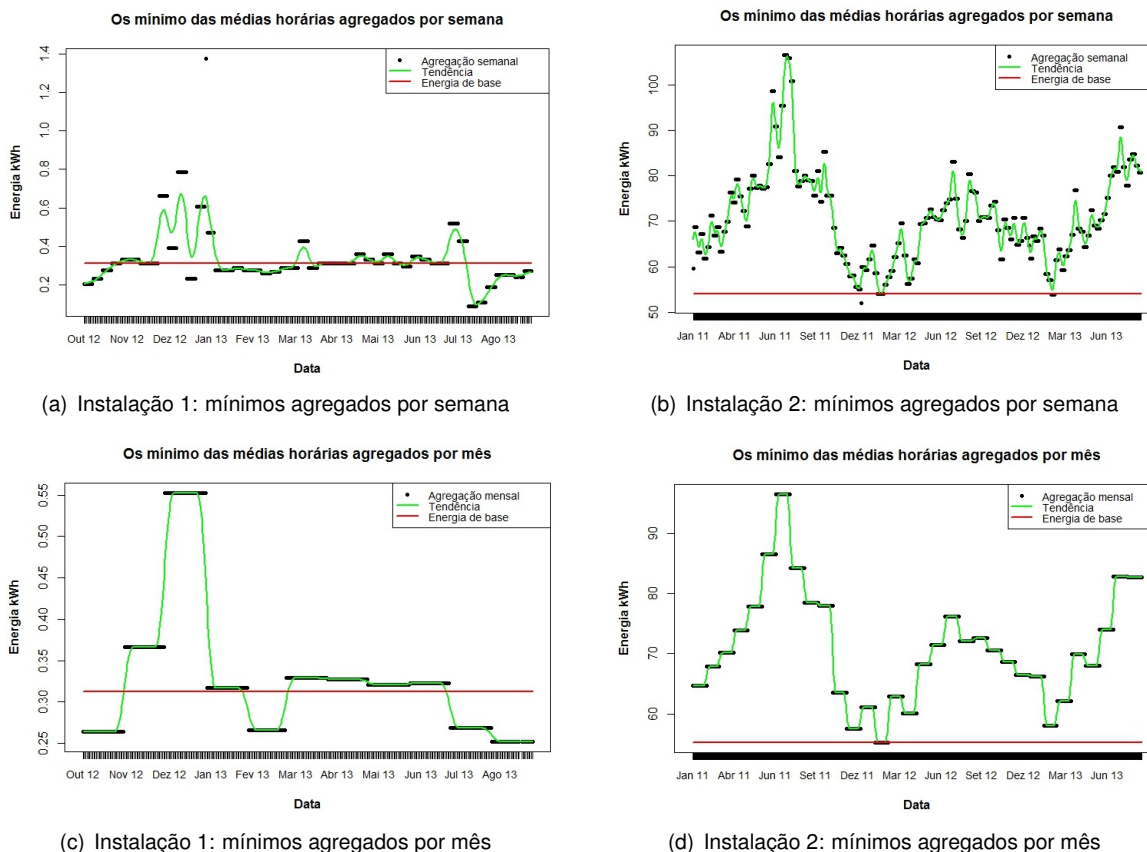 Os mínimo das médias horárias agregados por semana
Energia kWh
1.4
1.2
1.0
0.8
0.6
0.4
0.2
Agregação semanal
Tendência
Energia de base
Out 12 Nov 12 Dez 12 Jan 13 Fev 13 Mar 13 Abr 13 Mai 13 Jun 13 Jul 13 Ago 13
Data
(a) Instalação 1: mínimos agregados por semana
Os mínimo das médias horárias agregados por semana
Energia kWh
100
90
80
70
60
50
Agregação semanal
Tendência
Energia de base
Jan 11 Abr 11 Jun 11 Set 11 Dez 11 Mar 12 Jun 12 Set 12 Dez 12 Mar 13 Jun 13
Data
(b) Instalação 2: mínimos agregados por semana
Os mínimo das médias horárias agregados por mês
Energia kWh
0.55
0.50
0.45
0.40
0.35
0.30
0.25
Agregação mensal
Tendência
Energia de base
Out 12 Nov 12 Dez 12 Jan 13 Fev 13 Mar 13 Abr 13 Mai 13 Jun 13 Jul 13 Ago 13
Data
(c) Instalação 1: mínimos agregados por mês
Os mínimo das médias horárias agregados por mês
Energia kWh
90
80
70
60
Agregação mensal
Tendência
Energia de base
Jan 11 Abr 11 Jun 11 Set 11 Dez 11 Mar 12 Jun 12 Set 12 Dez 12 Mar 13 Jun 13
Data
(d) Instalação 2: mínimos agregados por mês